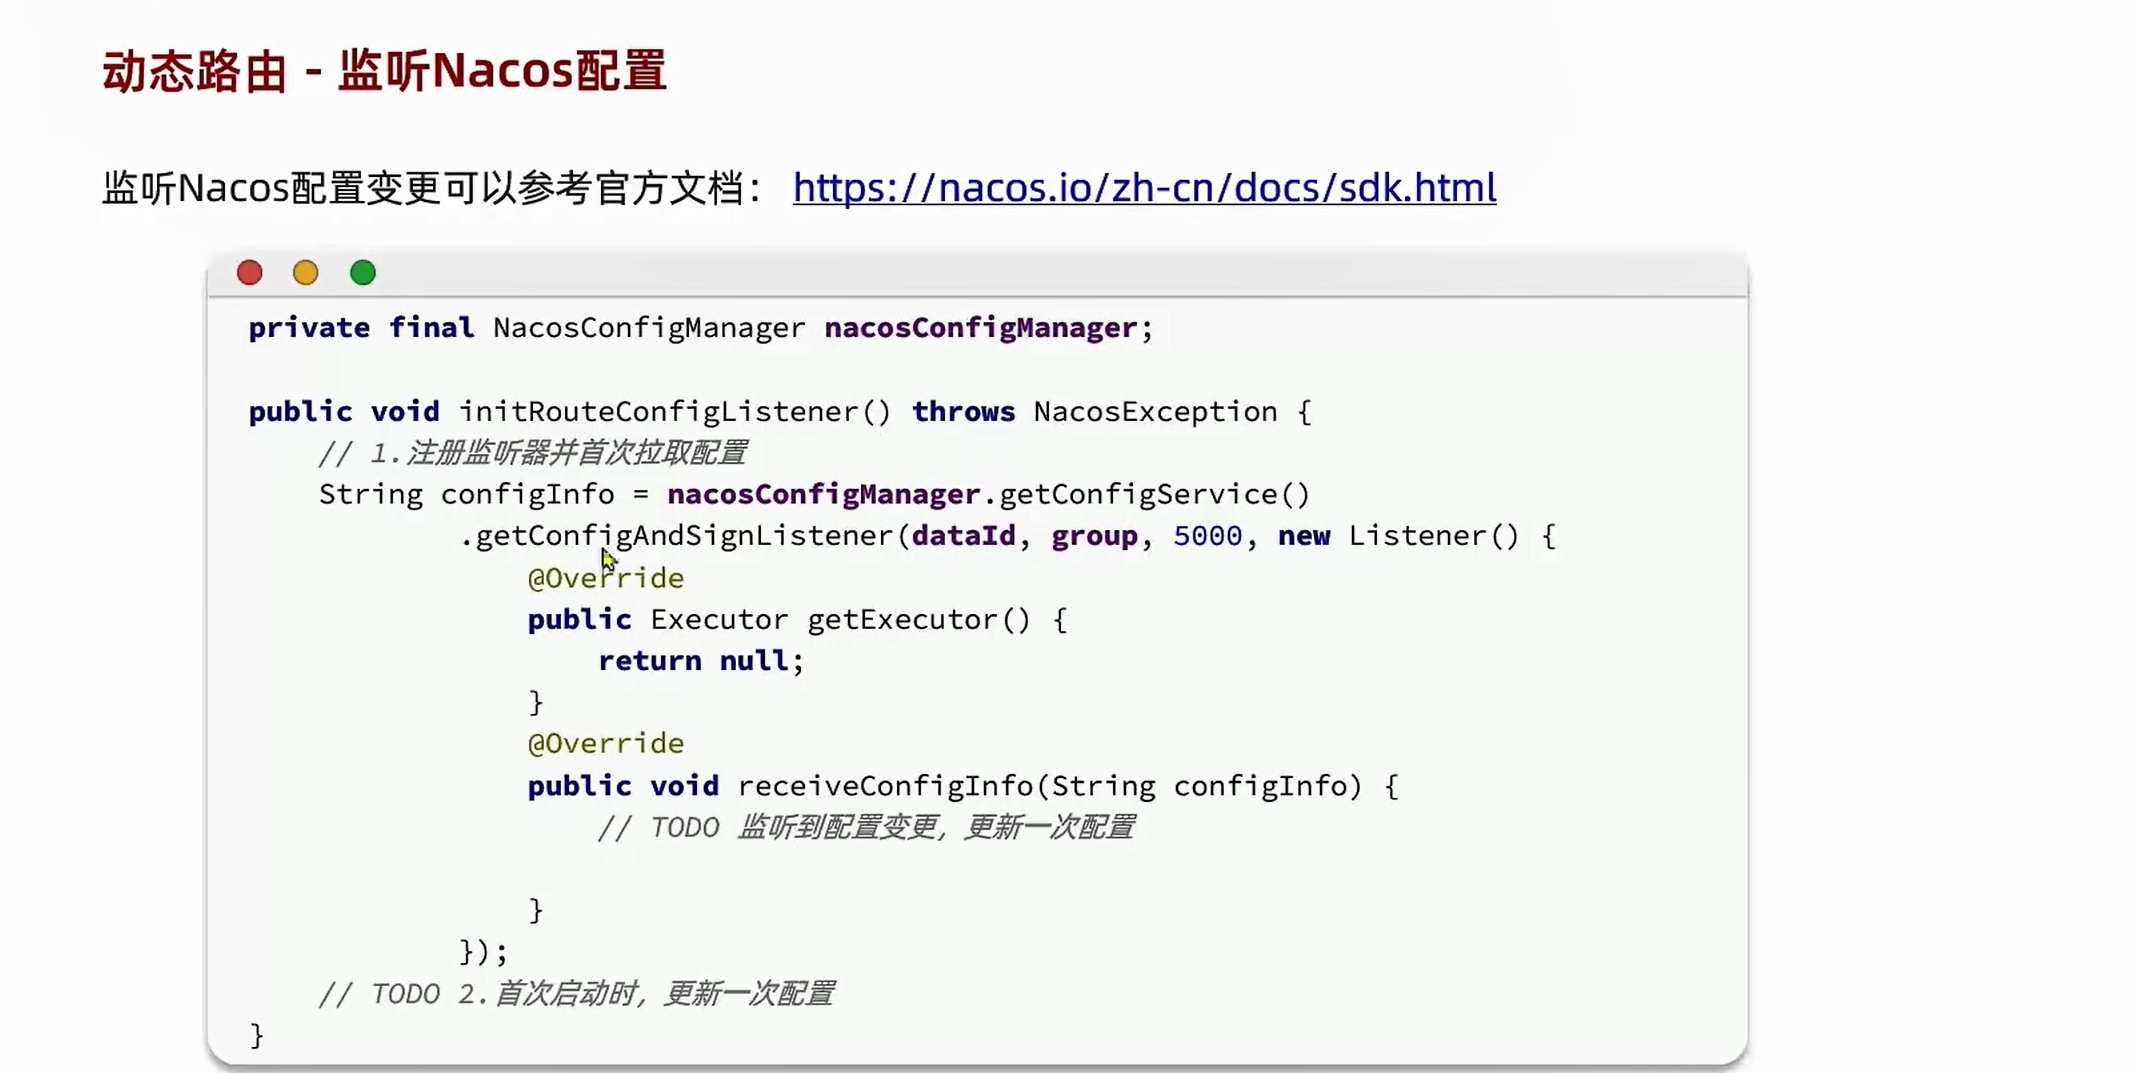 动态路由 - 监听Nacos配置
监听Nacos配置变更可以参考官方文档： https://nacos.io/zh-cn/docs/sdk.html
private final NacosConfigManager nacosConfigManager;
public void initRouteConfigListener() throws NacosException {
// 1.注册监听器并首次拉取配置
String configInfo = nacosConfigManager.getConfigService()
.getConfigAndSignListener(dataId, group, 5000, new Listener() {
@Override
public Executor getExecutor() {
return null;
}
@Override
public void receiveConfigInfo(String configInfo) {
// TODO 监听到配置变更，更新一次配置
}
});
// TODO 2.首次启动时，更新一次配置
}